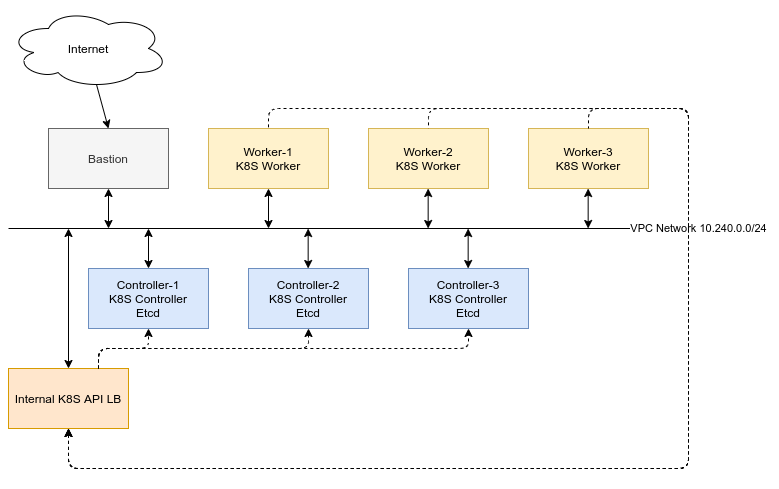 Internet
Bastion
Worker-1
K8S Worker
Worker-2
K8S Worker
Worker-3
K8S Worker
VPC Network 10.240.0.0/24
Controller-1
K8S Controller
Etcd
Controller-2
K8S Controller
Etcd
Controller-3
K8S Controller
Etcd
Internal K8S API LB